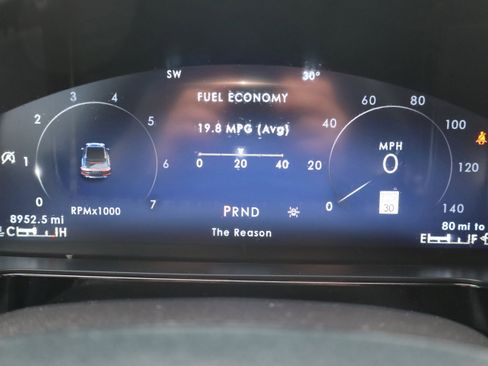 SW 30°
FUEL ECONOMY
19.8 MPG (Avg)
0 20 40
0 1 2 3 4 5 6 7
RPMx1000
0 20 40 60 80 100 120 140
MPH
0
30
PRND
8952.5 mi
The Reason
80 mi to
C H
E F